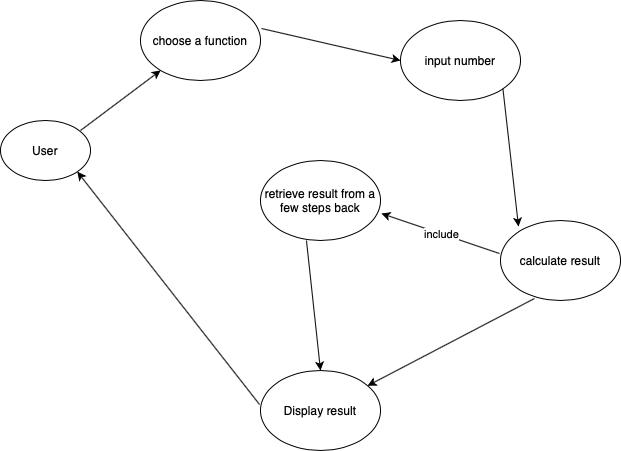 choose a function
input number
User
retrieve result from a
few steps back
include
calculate result
Display result